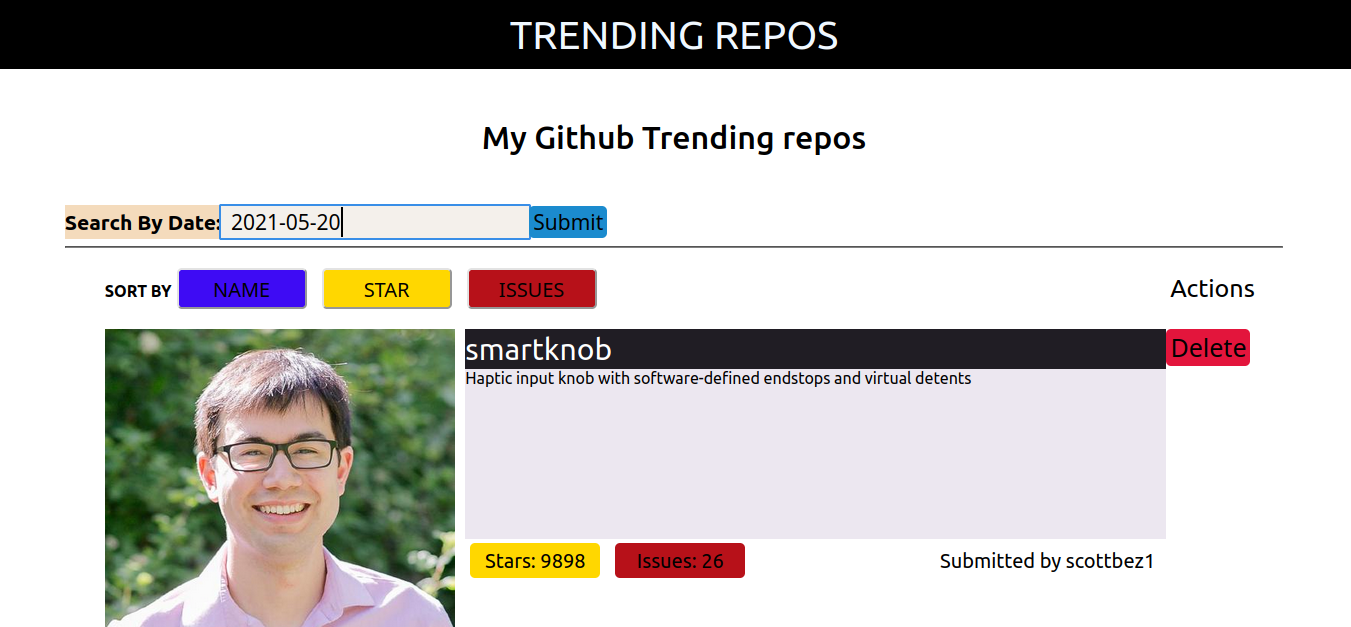 TRENDING REPOS
My Github Trending repos
Search By Date: 2021-05-20 Submit
SORT BY NAME STAR ISSUES Actions
smartknob Delete
Haptic input knob with software-defined endstops and virtual detents
Stars: 9898 Issues: 26 Submitted by scottbez1